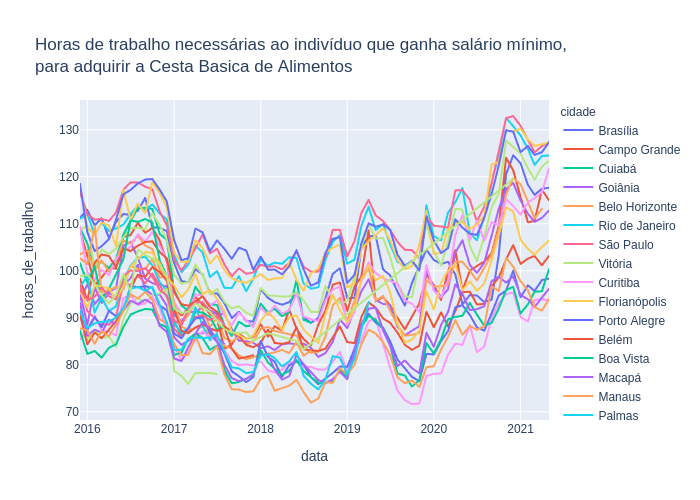 Horas de trabalho necessárias ao indivíduo que ganha salário mínimo,
para adquirir a Cesta Basica de Alimentos
cidade
Brasília
Campo Grande
Cuiabá
Goiânia
Belo Horizonte
Rio de Janeiro
São Paulo
Vitória
Curitiba
Florianópolis
Porto Alegre
Belém
Boa Vista
Macapá
Manaus
Palmas
130
120
110
100
90
80
70
horas_de_trabalho
2016
2017
2018
2019
2020
2021
data